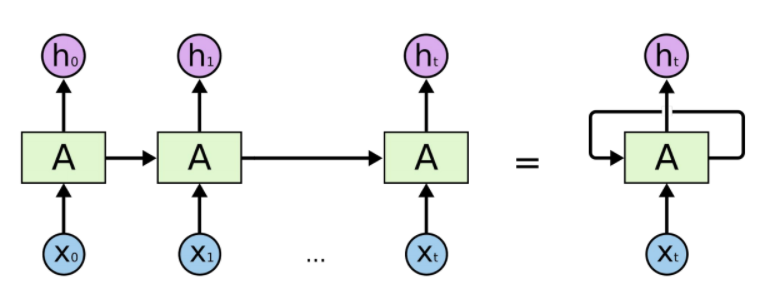 h₀ h₁ hₜ hₜ
A A A = A
x₀ x₁ ... xₜ xₜ